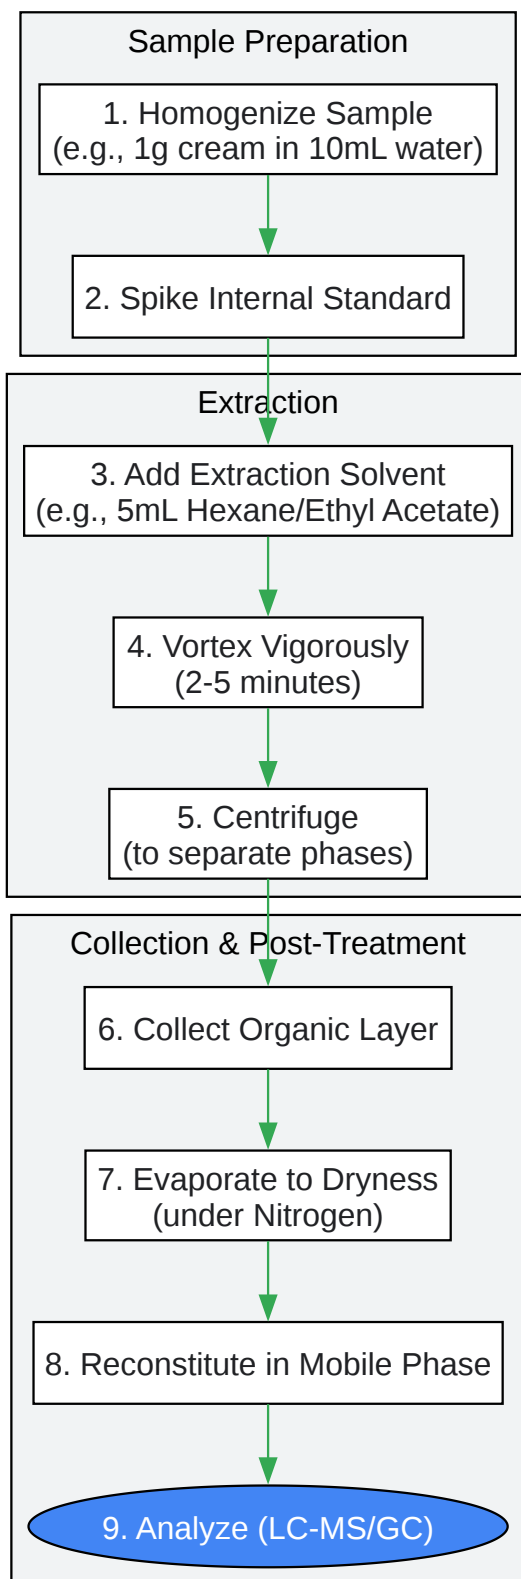 Sample Preparation
1. Homogenize Sample
(e.g., 1g cream in 10mL water)
2. Spike Internal Standard
Extraction
3. Add Extraction Solvent
(e.g., 5mL Hexane/Ethyl Acetate)
4. Vortex Vigorously
(2-5 minutes)
5. Centrifuge
(to separate phases)
Collection & Post-Treatment
6. Collect Organic Layer
7. Evaporate to Dryness
(under Nitrogen)
8. Reconstitute in Mobile Phase
9. Analyze (LC-MS/GC)